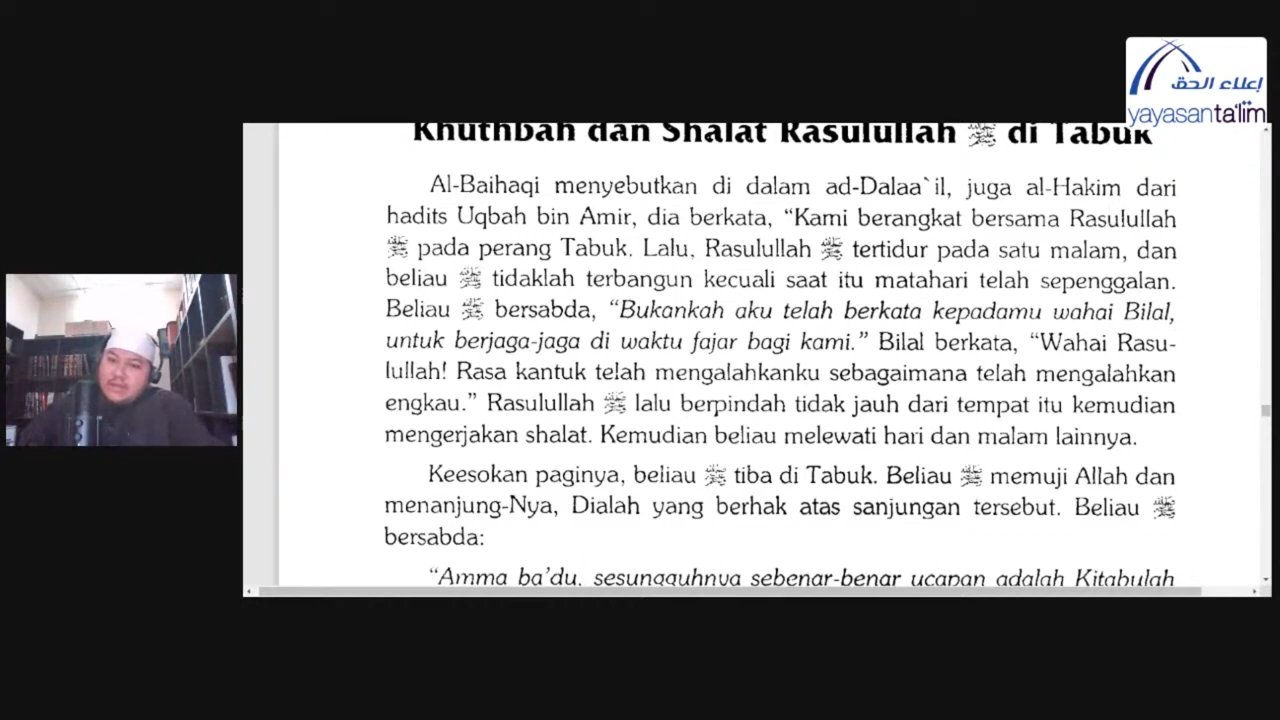 إعلاء الحق
yayasanta'lim
Khuthbah dan Shalat Rasulullah ﷺ di Tabuk
Al-Baihaqi menyebutkan di dalam ad-Dalaa`il, juga al-Hakim dari
hadits Uqbah bin Amir, dia berkata, “Kami berangkat bersama Rasulullah
ﷺ pada perang Tabuk. Lalu, Rasulullah ﷺ tertidur pada satu malam, dan
beliau ﷺ tidaklah terbangun kecuali saat itu matahari telah sepenggalan.
Beliau ﷺ bersabda, “Bukankah aku telah berkata kepadamu wahai Bilal,
untuk berjaga-jaga di waktu fajar bagi kami.” Bilal berkata, “Wahai Rasu-
lullah! Rasa kantuk telah mengalahkanku sebagaimana telah mengalahkan
engkau.” Rasulullah ﷺ lalu berpindah tidak jauh dari tempat itu kemudian
mengerjakan shalat. Kemudian beliau melewati hari dan malam lainnya.
Keesokan paginya, beliau ﷺ tiba di Tabuk. Beliau ﷺ memuji Allah dan
menanjung-Nya, Dialah yang berhak atas sanjungan tersebut. Beliau ﷺ
bersabda:
“Amma ba’du, sesungguhnya sebenar-benar ucapan adalah Kitabulah